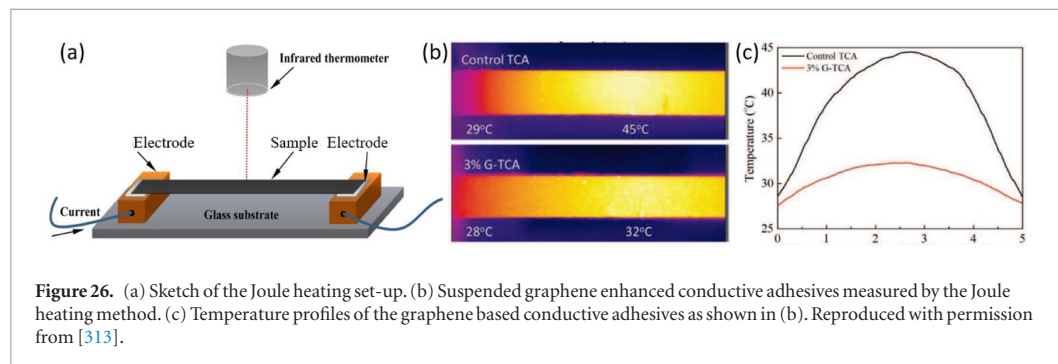 (a)
Infrared thermometer
Electrode
Sample
Electrode
Current
Glass substrate
(b)
Control TCA
29°C
45°C
3% G-TCA
28°C
32°C
(c)
45
40
35
30
25
Temperature (°C)
Control TCA
3% G-TCA
0
1
2
3
4
5
Figure 26. (a) Sketch of the Joule heating set-up. (b) Suspended graphene enhanced conductive adhesives measured by the Joule
heating method. (c) Temperature profiles of the graphene based conductive adhesives as shown in (b). Reproduced with permission
from [313].